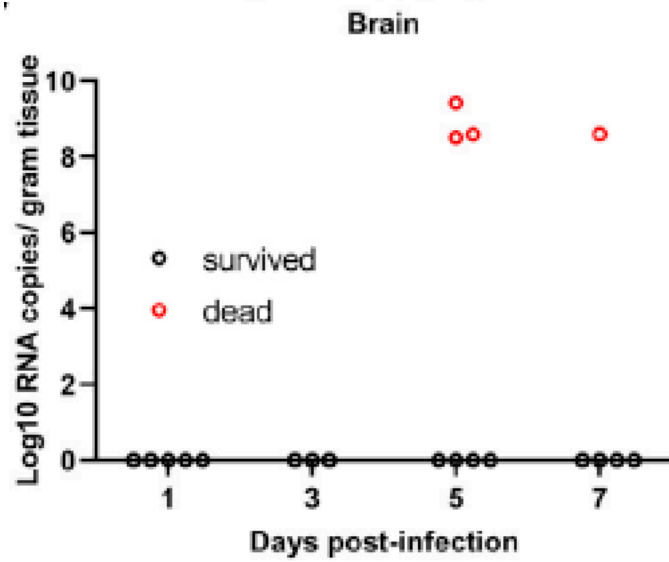 Brain
Log10 RNA copies/ gram tissue
10
8
6
4
2
0
survived
dead
1 3 5 7
Days post-infection